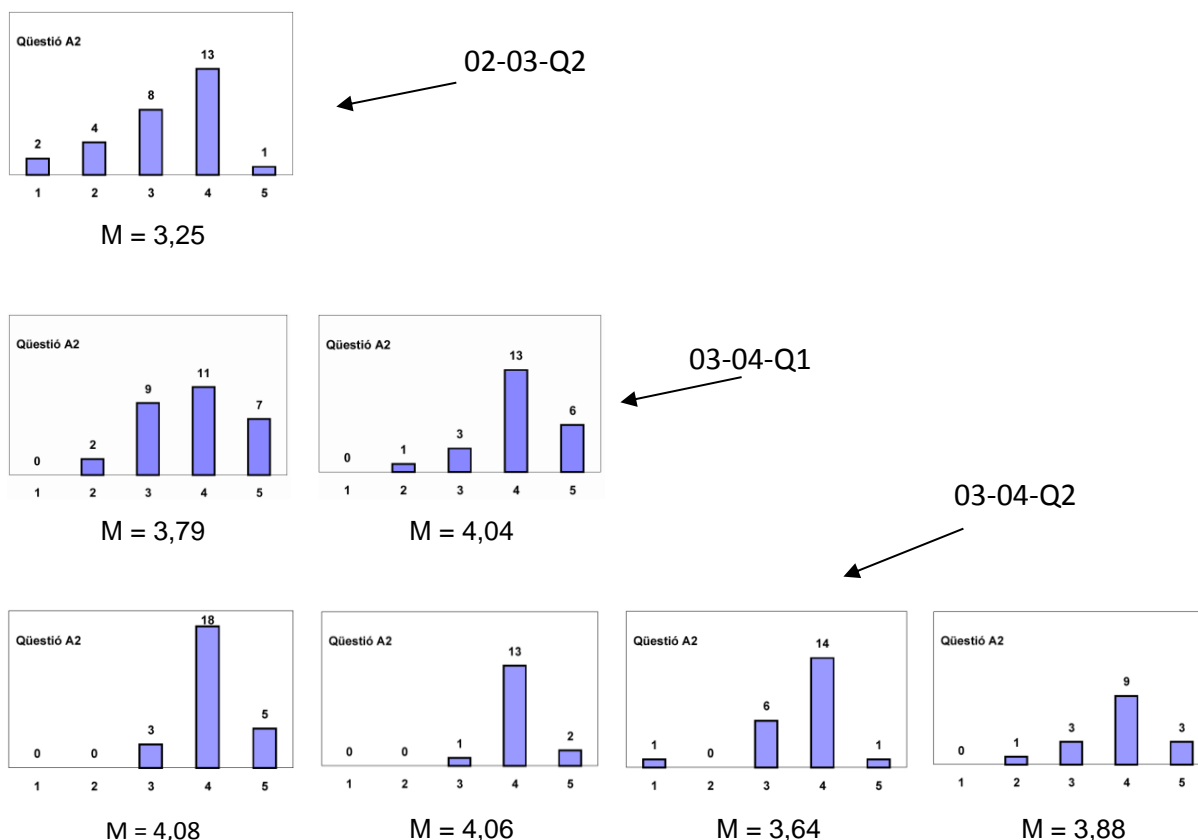 Qüestió A2
2 4 8 13 1
1 2 3 4 5
M = 3,25
02-03-Q2
Qüestió A2
0 2 9 11 7
1 2 3 4 5
M = 3,79
Qüestió A2
0 1 3 13 6
1 2 3 4 5
M = 4,04
03-04-Q1
03-04-Q2
Qüestió A2
0 0 3 18 5
1 2 3 4 5
M = 4,08
Qüestió A2
0 0 1 13 2
1 2 3 4 5
M = 4,06
Qüestió A2
1 0 6 14 1
1 2 3 4 5
M = 3,64
Qüestió A2
0 1 3 9 3
1 2 3 4 5
M = 3,88